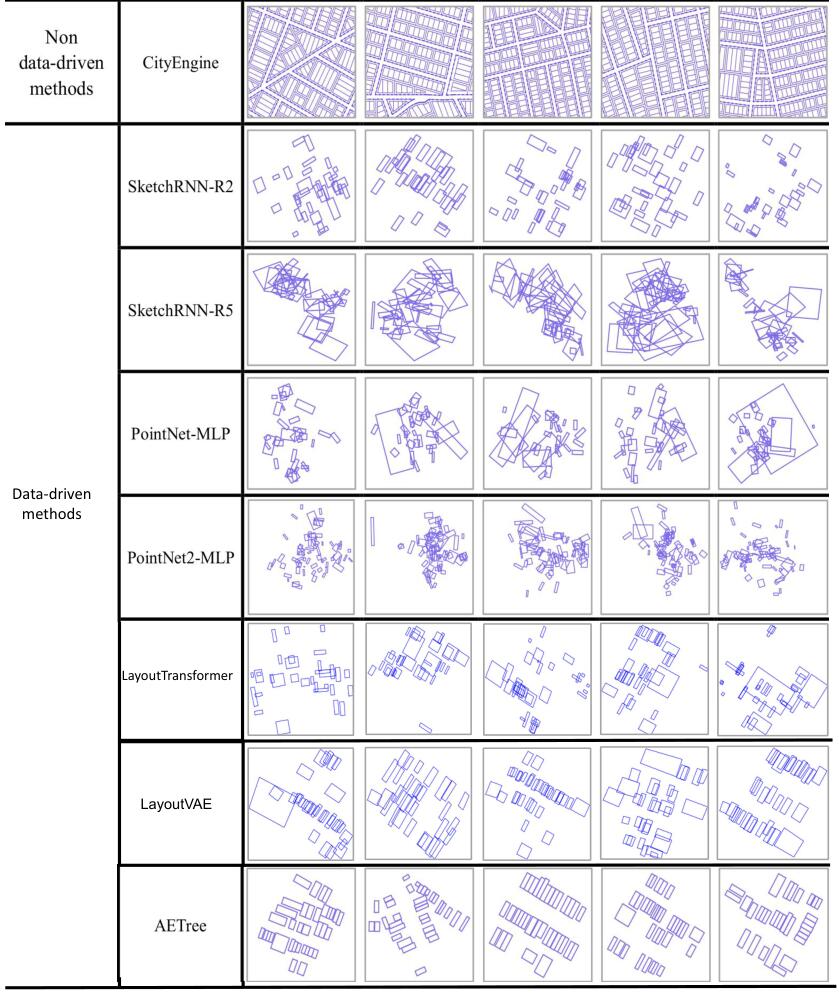 Non
data-driven
methods
CityEngine
Data-driven
methods
SketchRNN-R2
SketchRNN-R5
PointNet-MLP
PointNet2-MLP
LayoutTransformer
LayoutVAE
AETree